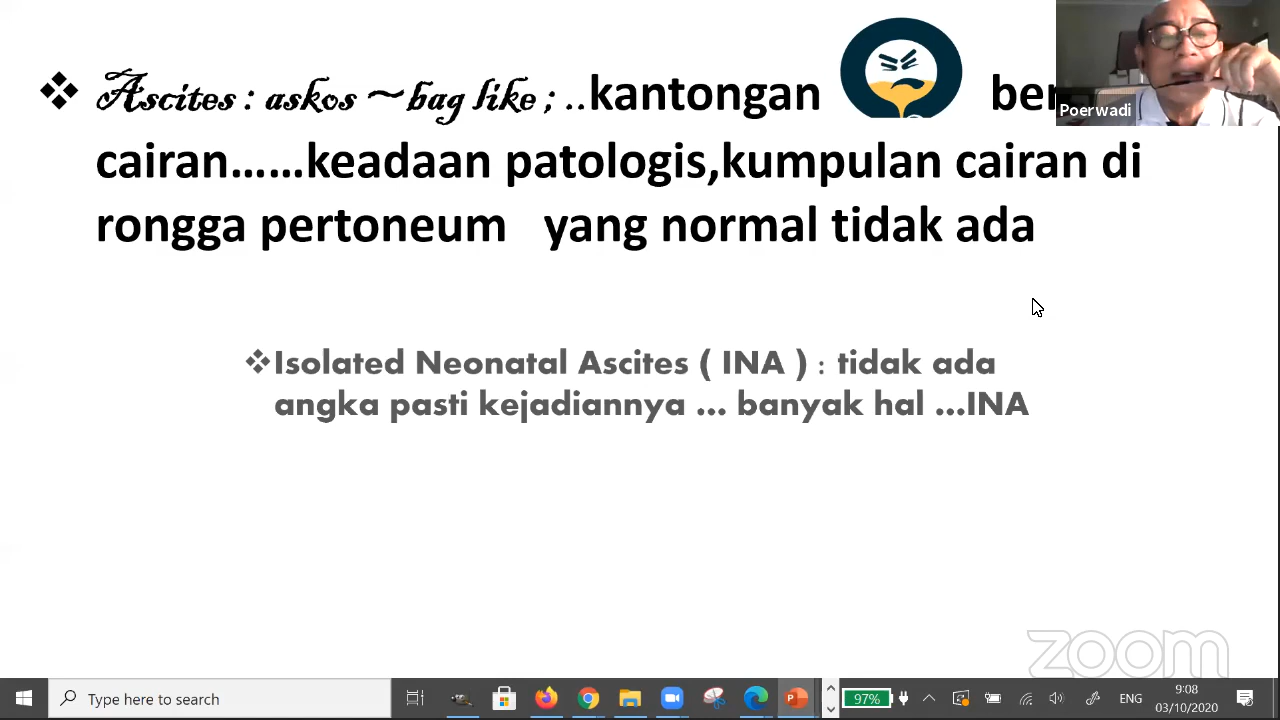 ❖ Ascites : askos ~bag like ; ..kantongan
cairan......keadaan patologis,kumpulan cairan di
rongga pertoneum yang normal tidak ada
❖Isolated Neonatal Ascites ( INA ) : tidak ada
angka pasti kejadiannya ... banyak hal ...INA
Poerwadi
zoom
Type here to search
97%
ENG
9:08
03/10/2020